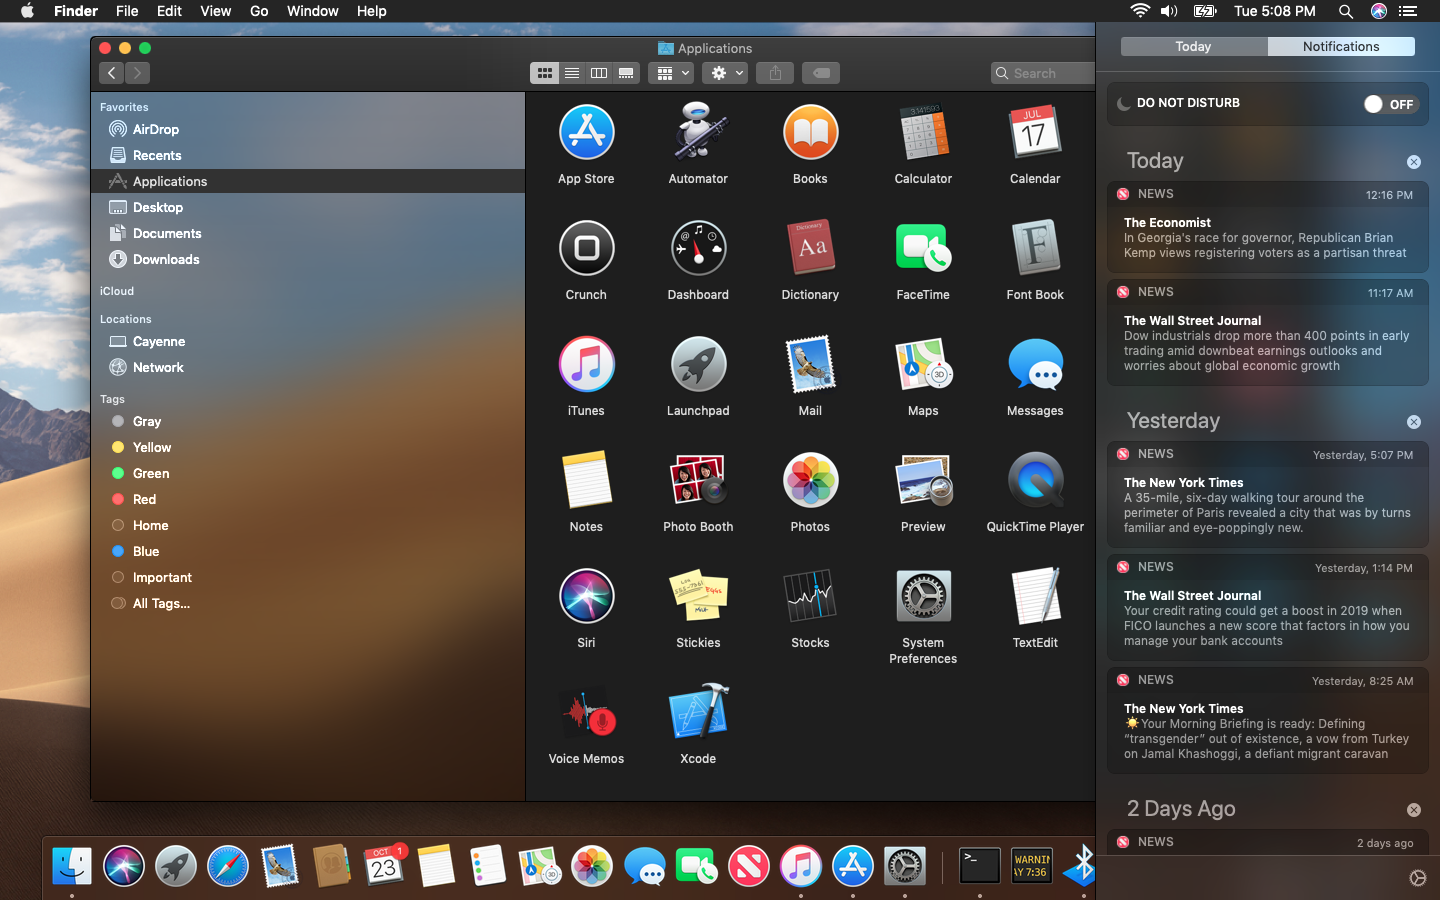 Finder File Edit View Go Window Help Tue 5:08 PM
Applications
Search
Favorites
AirDrop
Recents
Applications
Desktop
Documents
Downloads
iCloud
Locations
Cayenne
Network
Tags
Gray
Yellow
Green
Red
Home
Blue
Important
All Tags...
App Store Automator Books Calculator Calendar
Crunch Dashboard Dictionary FaceTime Font Book
iTunes Launchpad Mail Maps Messages
Notes Photo Booth Photos Preview QuickTime Player
Siri Stickies Stocks System Preferences TextEdit
Voice Memos Xcode
3.141593
JUL
17
Dictionary
Aa
F
3D
EGGS
Today Notifications
DO NOT DISTURB OFF
Today
NEWS 12:16 PM
The Economist
In Georgia's race for governor, Republican Brian
Kemp views registering voters as a partisan threat
NEWS 11:17 AM
The Wall Street Journal
Dow industrials drop more than 400 points in early
trading amid downbeat earnings outlooks and
worries about global economic growth
Yesterday
NEWS Yesterday, 5:07 PM
The New York Times
A 35-mile, six-day walking tour around the
perimeter of Paris revealed a city that was by turns
familiar and eye-poppingly new.
NEWS Yesterday, 1:14 PM
The Wall Street Journal
Your credit rating could get a boost in 2019 when
FICO launches a new score that factors in how you
manage your bank accounts
NEWS Yesterday, 8:25 AM
The New York Times
☀️Your Morning Briefing is ready: Defining
“transgender” out of existence, a vow from Turkey
on Jamal Khashoggi, a defiant migrant caravan
2 Days Ago
NEWS 2 days ago
OCT
23
1
3D
>_
WARNIN
AY 7:36